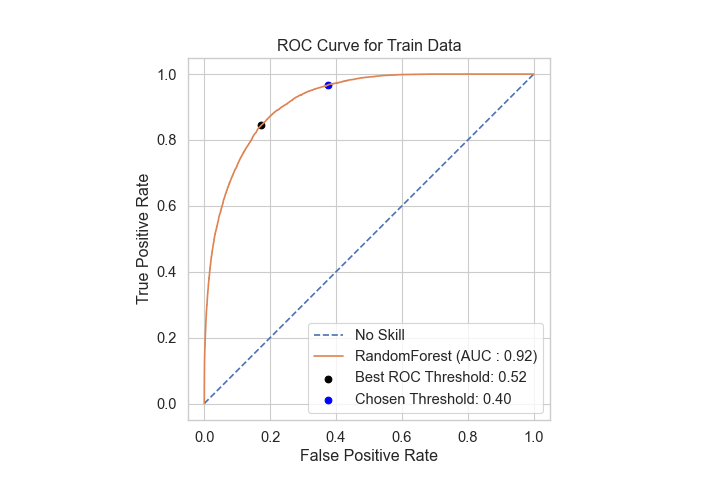 ROC Curve for Train Data
True Positive Rate
1.0
0.8
0.6
0.4
0.2
0.0
No Skill
RandomForest (AUC : 0.92)
Best ROC Threshold: 0.52
Chosen Threshold: 0.40
0.0 0.2 0.4 0.6 0.8 1.0
False Positive Rate